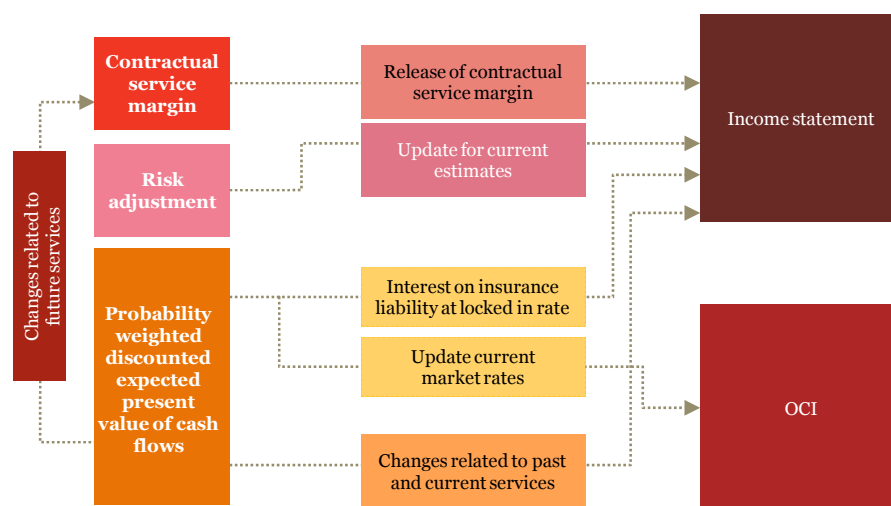 Changes related to
future services
Contractual
service
margin
Risk
adjustment
Probability
weighted
discounted
expected
present
value of cash
flows
Release of contractual
service margin
Update for current
estimates
Interest on insurance
liability at locked in rate
Update current
market rates
Changes related to past
and current services
Income statement
OCI